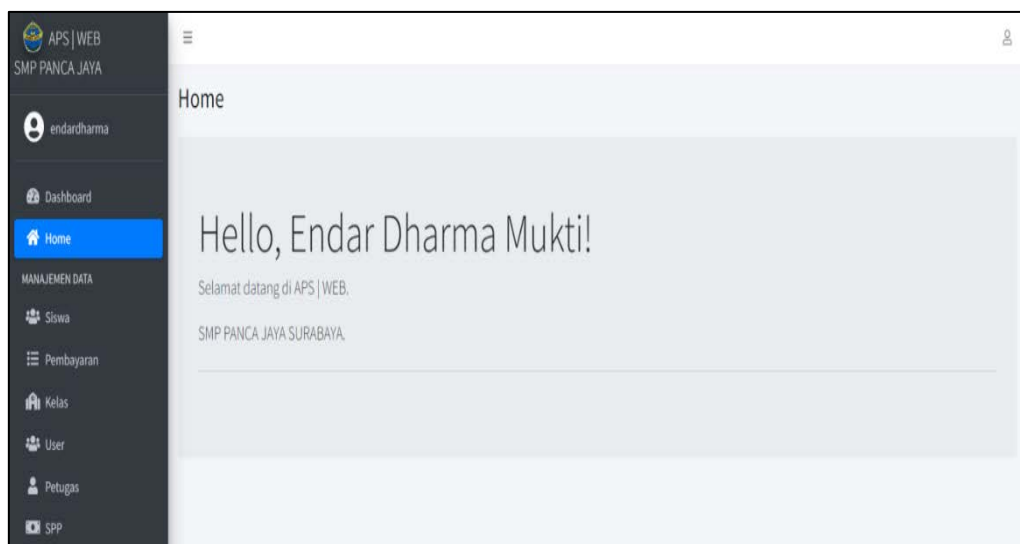 APS | WEB
SMP PANCA JAYA
endardharma
Dashboard
Home
MANAJEMEN DATA
Siswa
Pembayaran
Kelas
User
Petugas
SPP
Home
Hello, Endar Dharma Mukti!
Selamat datang di APS | WEB.
SMP PANCA JAYA SURABAYA.